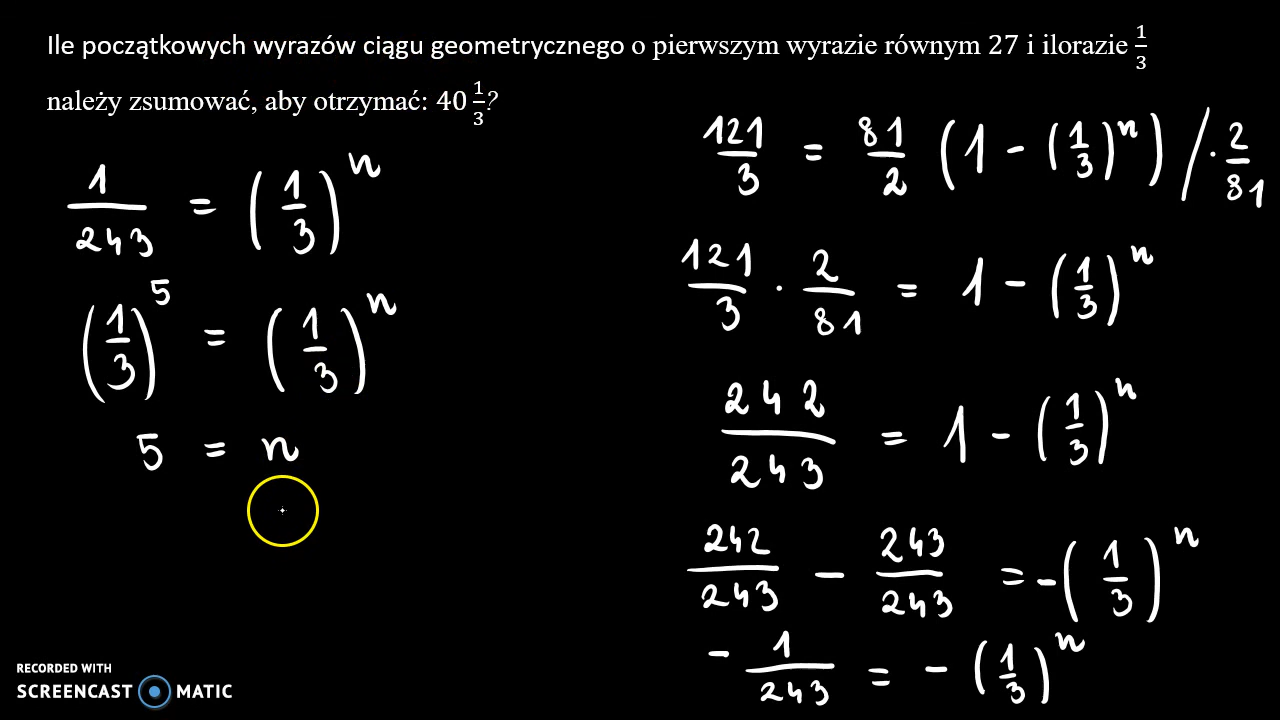 Ile początkowych wyrazów ciągu geometrycznego o pierwszym wyrazie równym 27 i ilorazie 1/3
należy zsumować, aby otrzymać: 40 1/3?
121/3 = 81/2 (1 - (1/3)^n) / · 2/81
121/3 · 2/81 = 1 - (1/3)^n
242/243 = 1 - (1/3)^n
242/243 - 243/243 = -(1/3)^n
- 1/243 = - (1/3)^n
1/243 = (1/3)^n
(1/3)^5 = (1/3)^n
5 = n
RECORDED WITH
SCREENCAST MATIC